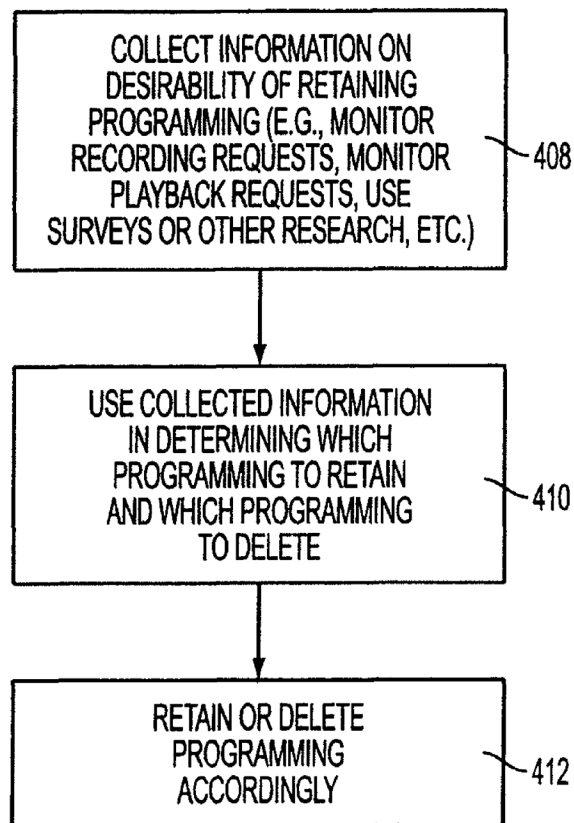 COLLECT INFORMATION ON
DESIRABILITY OF RETAINING
PROGRAMMING (E.G., MONITOR
RECORDING REQUESTS, MONITOR
PLAYBACK REQUESTS, USE
SURVEYS OR OTHER RESEARCH, ETC.)
408
USE COLLECTED INFORMATION
IN DETERMINING WHICH
PROGRAMMING TO RETAIN
AND WHICH PROGRAMMING
TO DELETE
410
RETAIN OR DELETE
PROGRAMMING
ACCORDINGLY
412